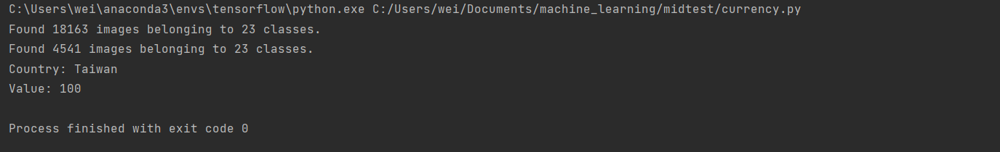 C:\Users\wei\anaconda3\envs\tensorflow\python.exe C:/Users/wei/Documents/machine_learning/midtest/currency.py
Found 18163 images belonging to 23 classes.
Found 4541 images belonging to 23 classes.
Country: Taiwan
Value: 100
Process finished with exit code 0